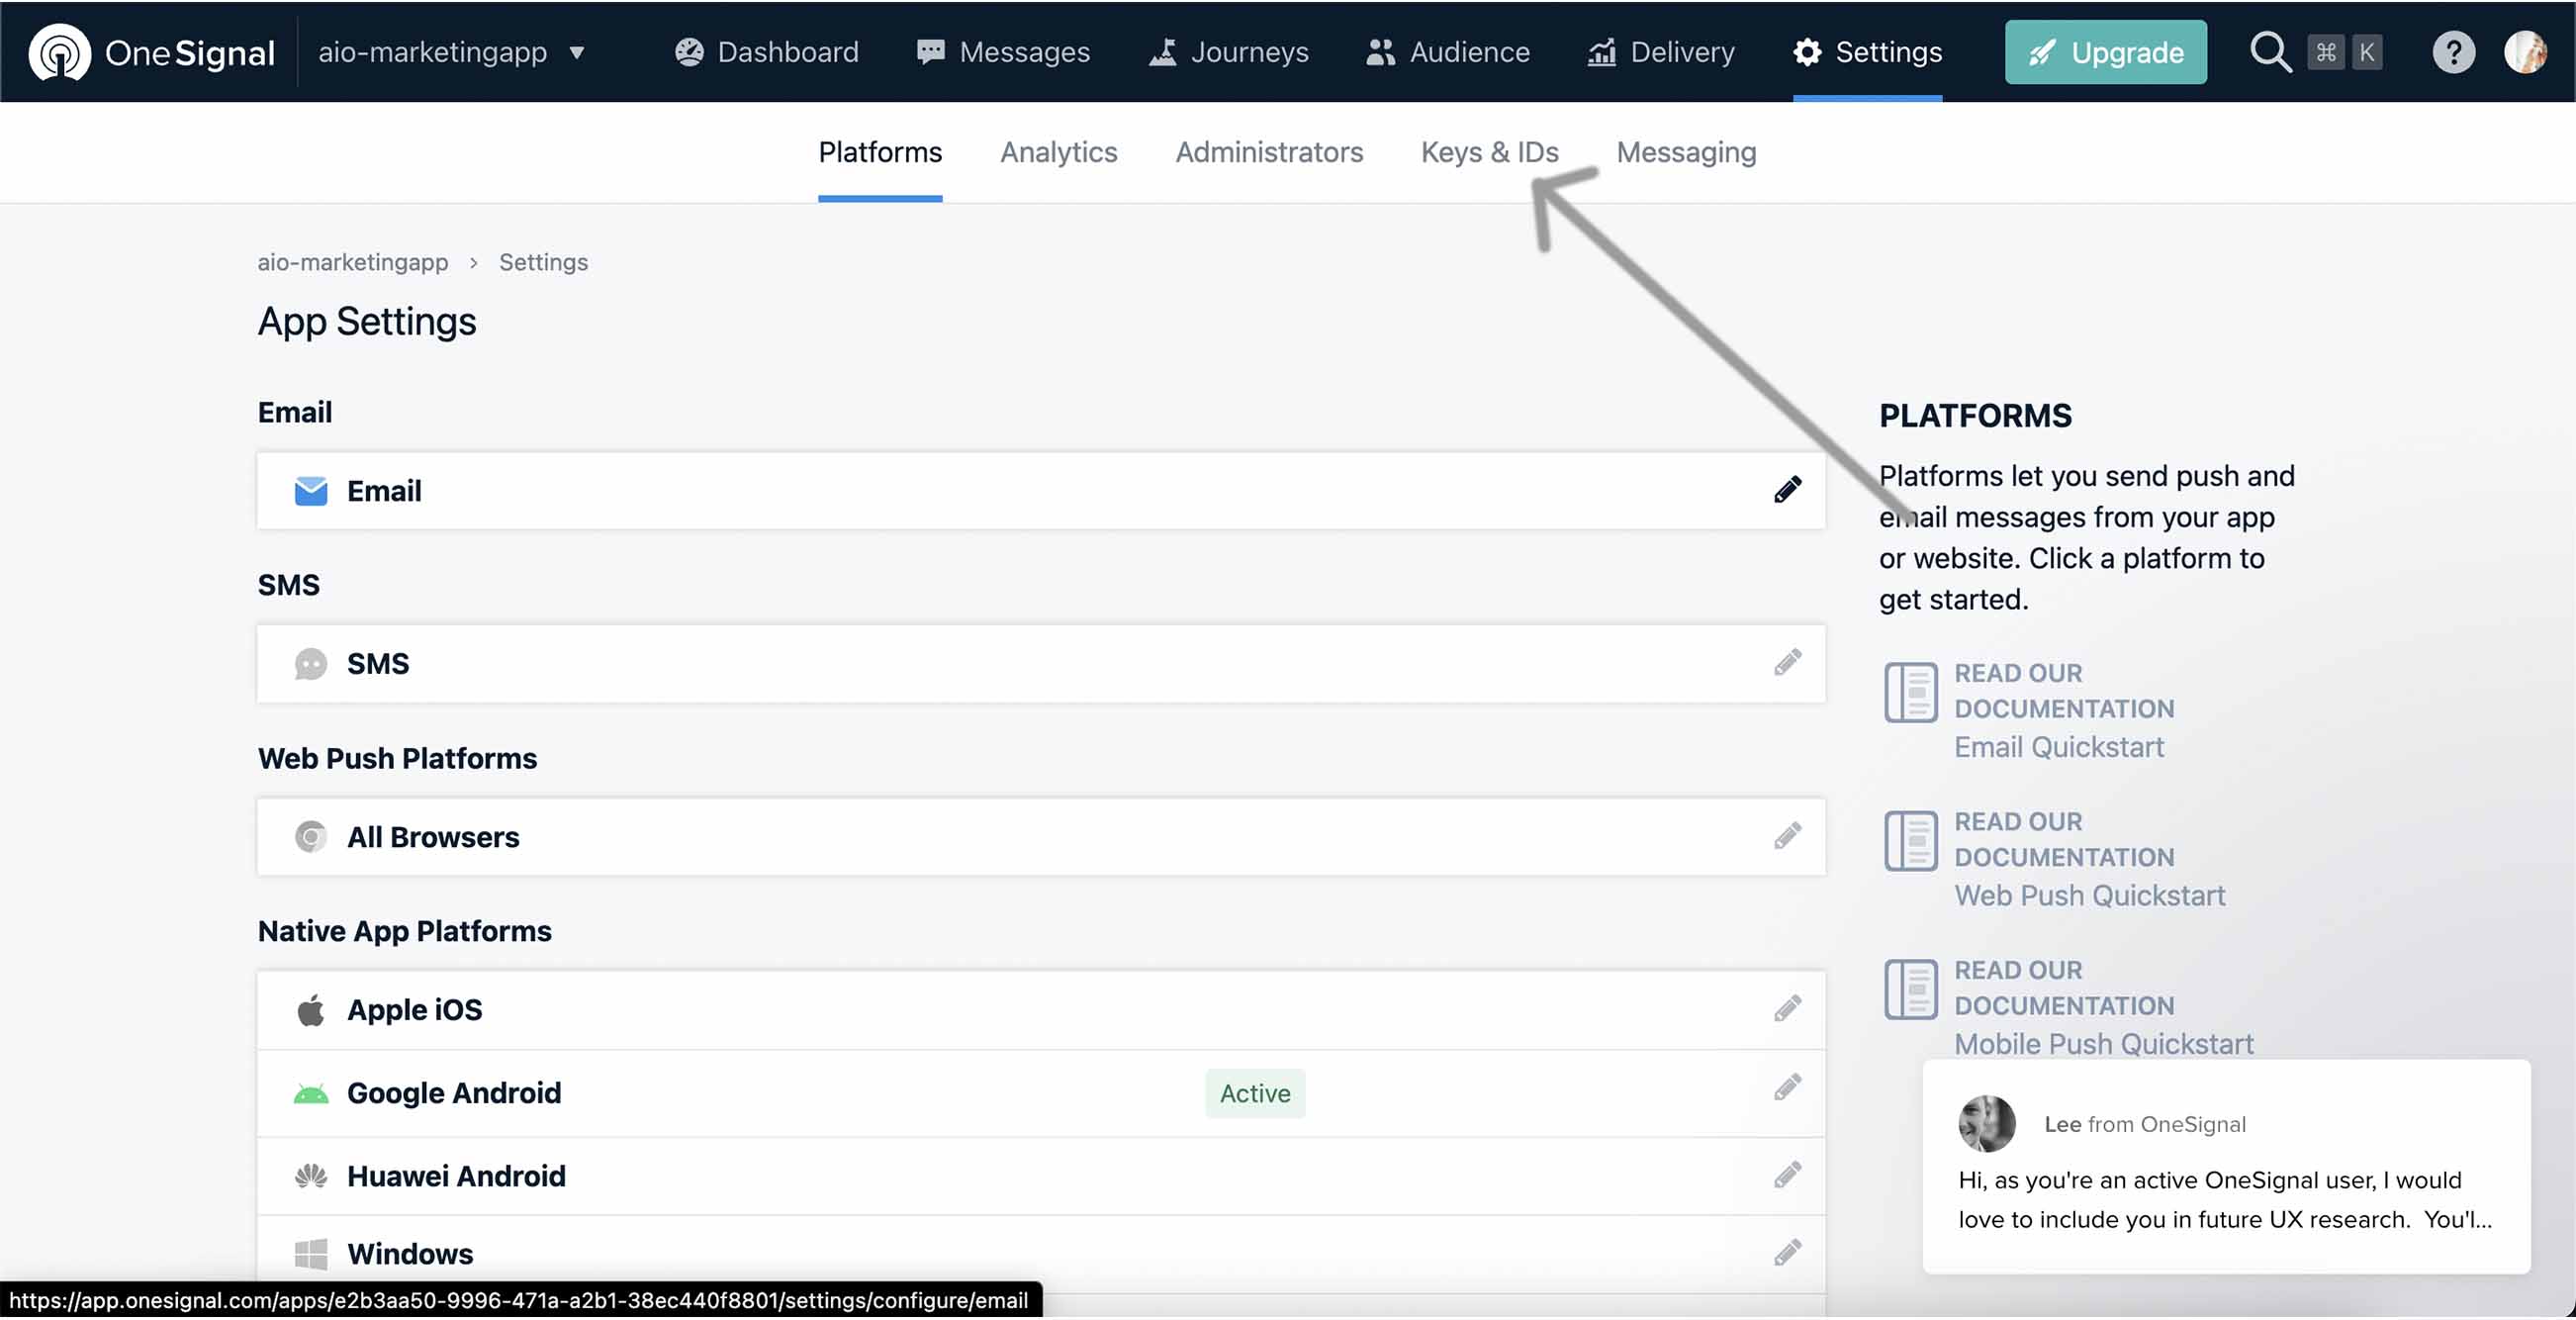 OneSignal
aio-marketingapp
Dashboard
Messages
Journeys
Audience
Delivery
Settings
Upgrade
⌘ K
?
Platforms
Analytics
Administrators
Keys & IDs
Messaging
aio-marketingapp › Settings
App Settings
Email
Email
SMS
SMS
Web Push Platforms
All Browsers
Native App Platforms
Apple iOS
Google Android
Active
Huawei Android
Windows
PLATFORMS
Platforms let you send push and
email messages from your app
or website. Click a platform to
get started.
READ OUR
DOCUMENTATION
Email Quickstart
READ OUR
DOCUMENTATION
Web Push Quickstart
READ OUR
DOCUMENTATION
Mobile Push Quickstart
Lee from OneSignal
Hi, as you're an active OneSignal user, I would
love to include you in future UX research. You'l...
https://app.onesignal.com/apps/e2b3aa50-9996-471a-a2b1-38ec440f8801/settings/configure/email